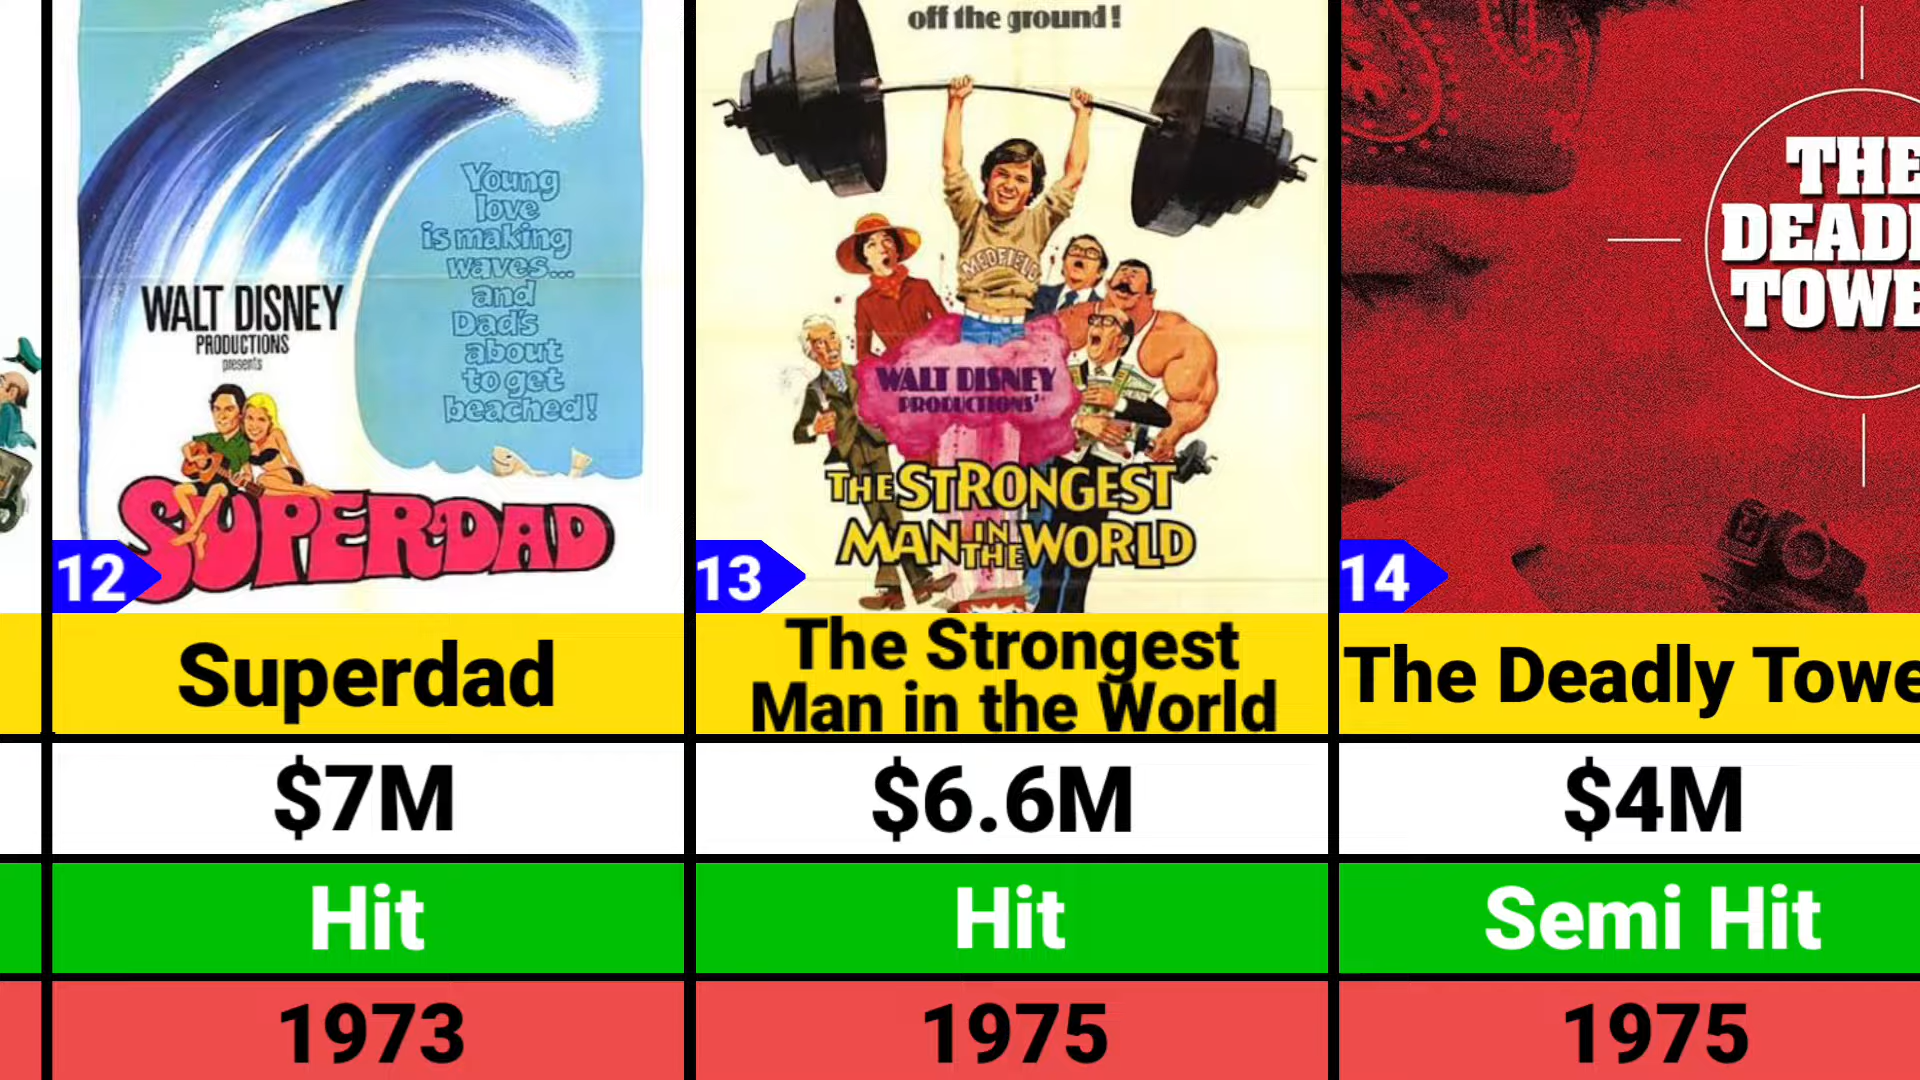 Young
love
is making
waves...
and
Dad's
about
to get
beached!
WALT DISNEY
PRODUCTIONS
presents
SUPERDAD
12
Superdad
$7M
Hit
1973
off the ground!
MEDFIELD
WALT DISNEY
PRODUCTIONS'
THE STRONGEST
MAN IN THE WORLD
13
The Strongest
Man in the World
$6.6M
Hit
1975
THE
DEADL
TOWE
14
The Deadly Towe
$4M
Semi Hit
1975